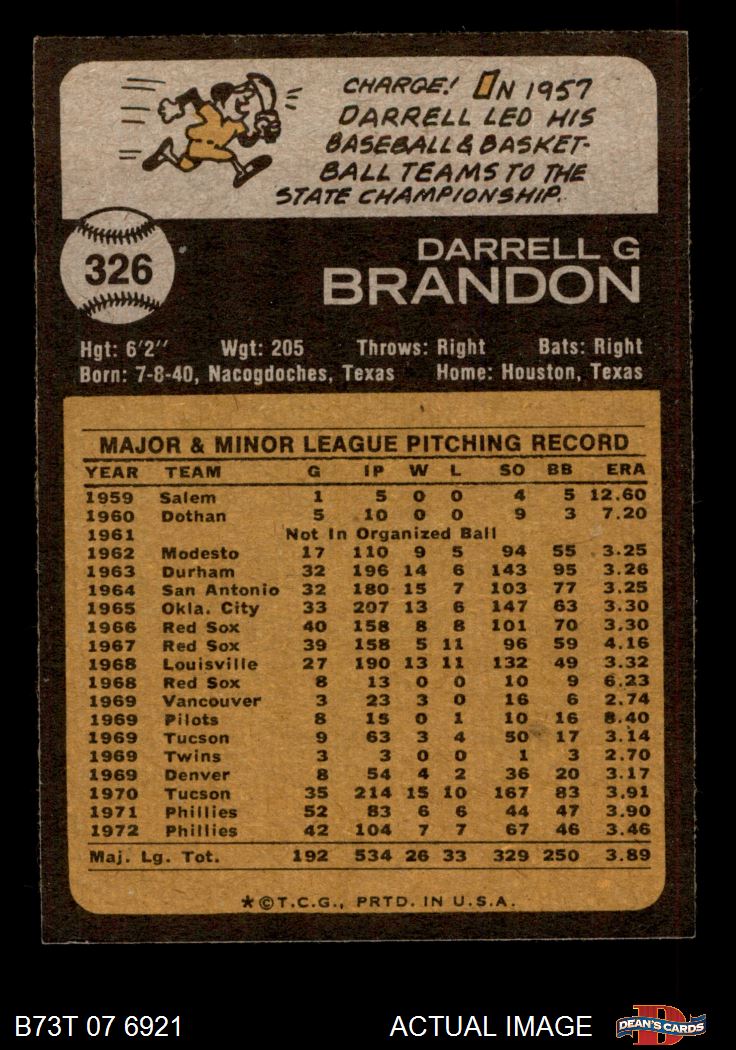 CHARGE! IN 1957
DARRELL LED HIS
BASEBALL & BASKET-
BALL TEAMS TO THE
STATE CHAMPIONSHIP.
326
DARRELL G
BRANDON
Hgt: 6'2" Wgt: 205 Throws: Right Bats: Right
Born: 7-8-40, Nacogdoches, Texas Home: Houston, Texas
MAJOR & MINOR LEAGUE PITCHING RECORD
YEAR TEAM G IP W L SO BB ERA
1959 Salem 1 5 0 0 4 5 12.60
1960 Dothan 5 10 0 0 9 3 7.20
1961 Not In Organized Ball
1962 Modesto 17 110 9 5 94 55 3.25
1963 Durham 32 196 14 6 143 95 3.26
1964 San Antonio 32 180 15 7 103 77 3.25
1965 Okla. City 33 207 13 6 147 63 3.30
1966 Red Sox 40 158 8 8 101 70 3.30
1967 Red Sox 39 158 5 11 96 59 4.16
1968 Louisville 27 190 13 11 132 49 3.32
1968 Red Sox 8 13 0 0 10 9 6.23
1969 Vancouver 3 23 3 0 16 6 2.74
1969 Pilots 8 15 0 1 10 16 8.40
1969 Tucson 9 63 3 4 50 17 3.14
1969 Twins 3 3 0 0 1 3 2.70
1969 Denver 8 54 4 2 36 20 3.17
1970 Tucson 35 214 15 10 167 83 3.91
1971 Phillies 52 83 6 6 44 47 3.90
1972 Phillies 42 104 7 7 67 46 3.46
Maj. Lg. Tot. 192 534 26 33 329 250 3.89
*©T.C.G., PRTD. IN U.S.A.
B73T 07 6921 ACTUAL IMAGE
D
DEAN'S CARDS